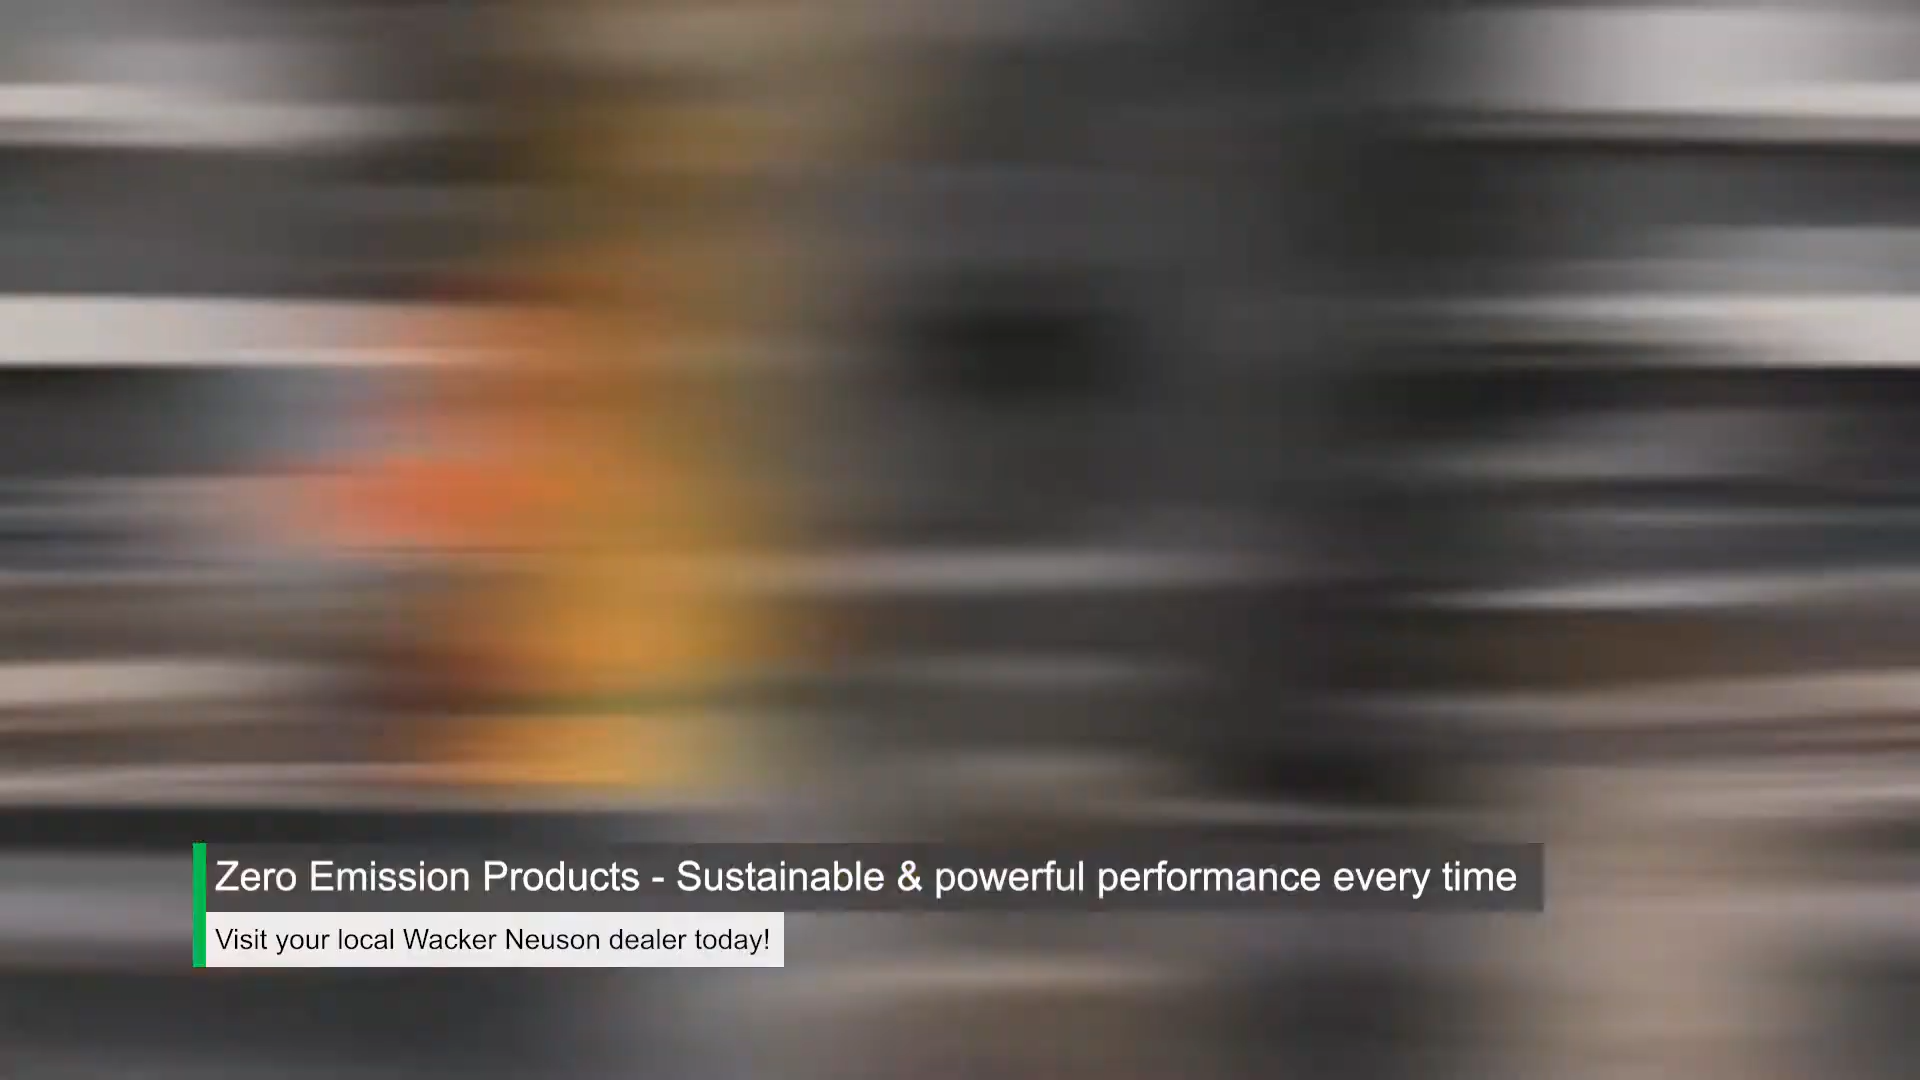 Zero Emission Products - Sustainable & powerful performance every time
Visit your local Wacker Neuson dealer today!